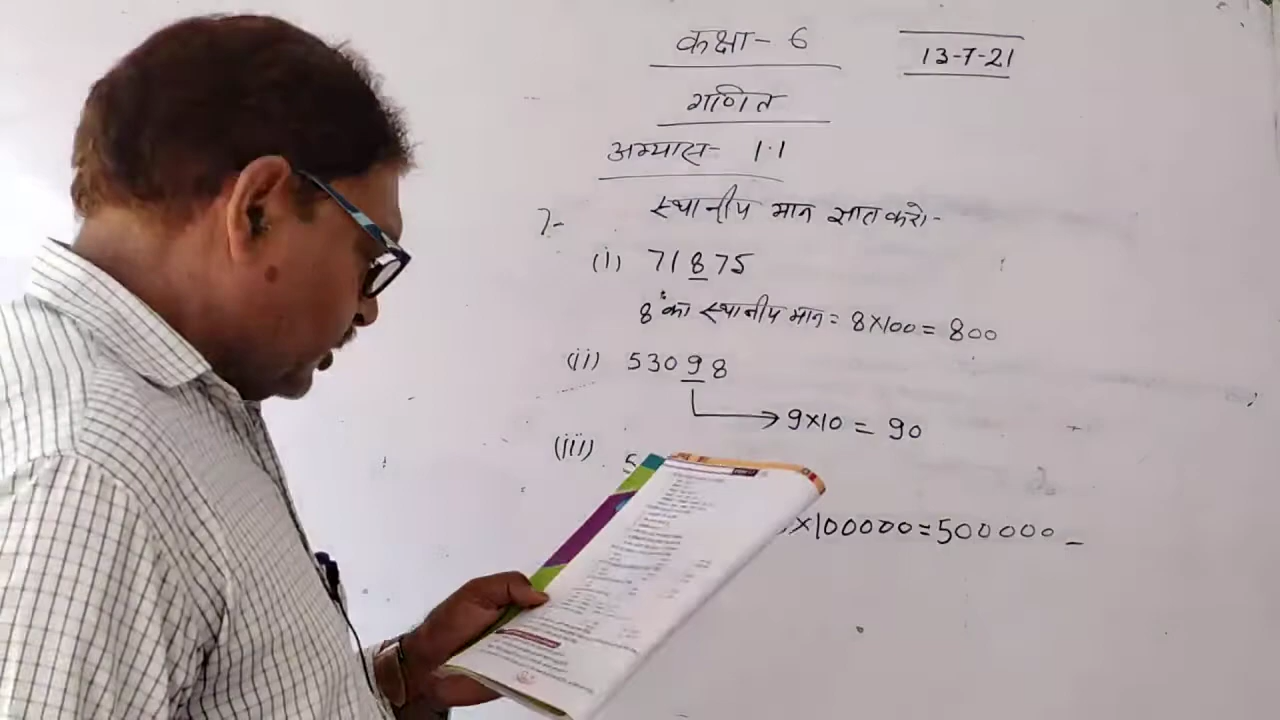 कक्षा- 6
13-7-21
गणित
अभ्यास- 1.1
7- स्थानीय मान ज्ञात करो-
(i) 71875
8 का स्थानीय मान = 8×100 = 800
(ii) 53098
9×10 = 90
(iii) 5
×100000=500000